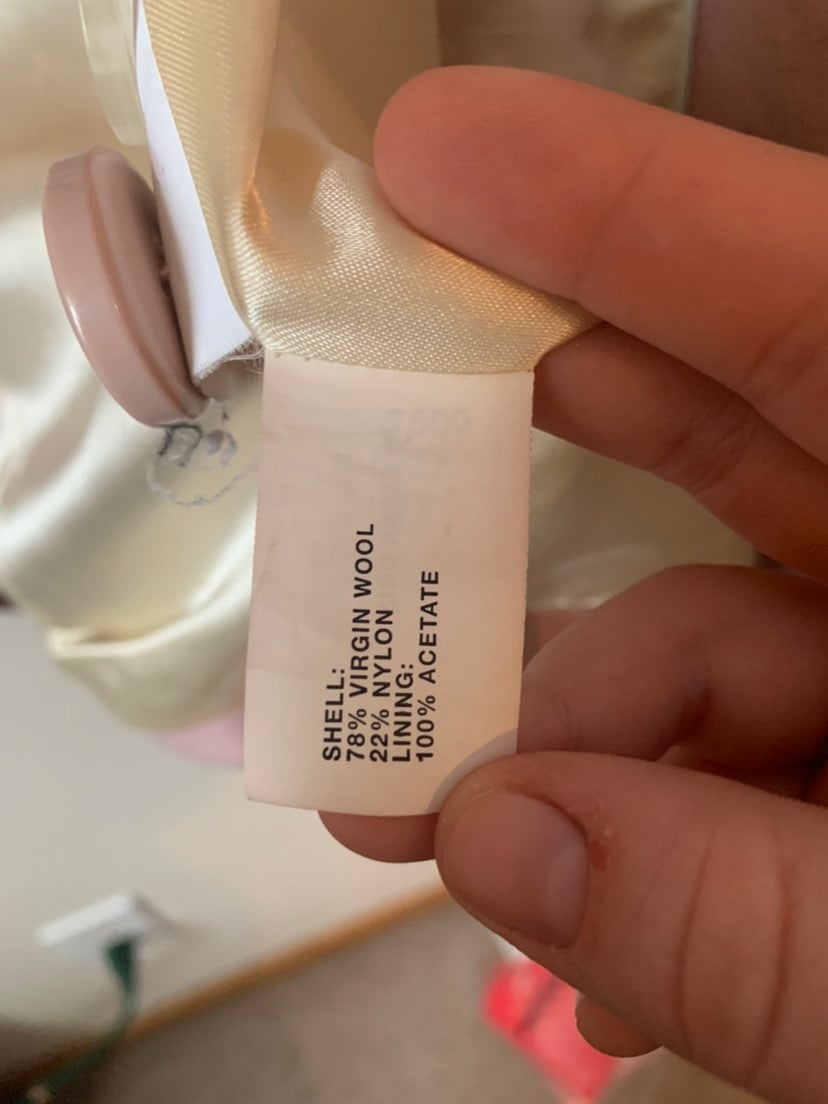 SHELL:
78% VIRGIN WOOL
22% NYLON
LINING:
100% ACETATE